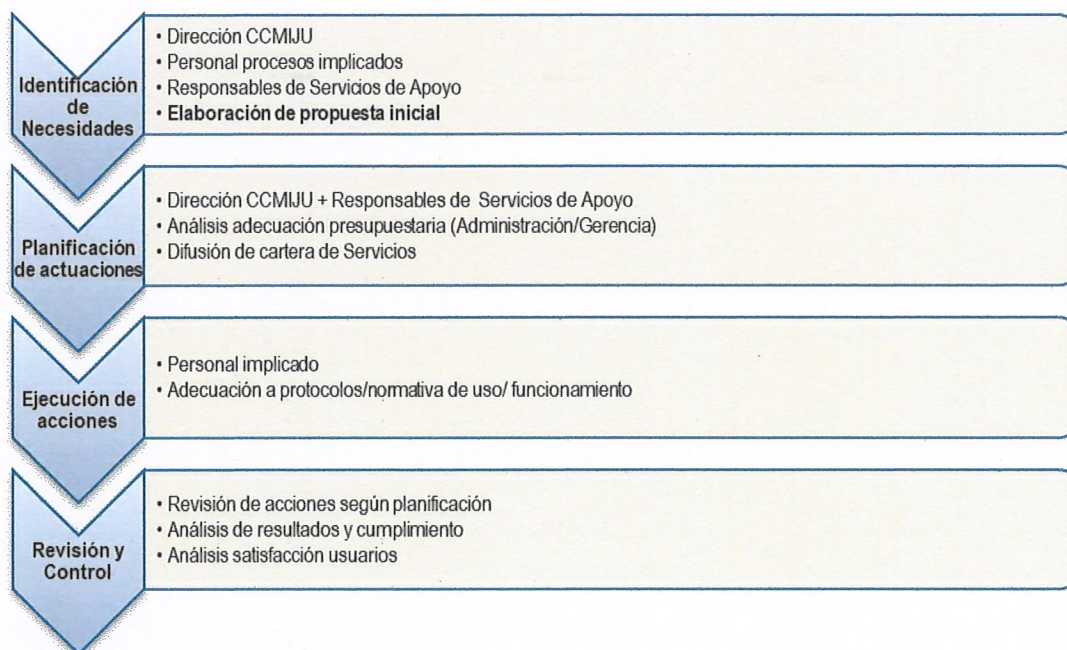 Identificación
de
Necesidades
• Dirección CCMIJU
• Personal procesos implicados
• Responsables de Servicios de Apoyo
• Elaboración de propuesta inicial
Planificación
de actuaciones
• Dirección CCMIJU + Responsables de Servicios de Apoyo
• Análisis adecuación presupuestaria (Administración/Gerencia)
• Difusión de cartera de Servicios
Ejecución de
acciones
• Personal implicado
• Adecuación a protocolos/normativa de uso/ funcionamiento
Revisión y
Control
• Revisión de acciones según planificación
• Análisis de resultados y cumplimiento
• Análisis satisfacción usuarios